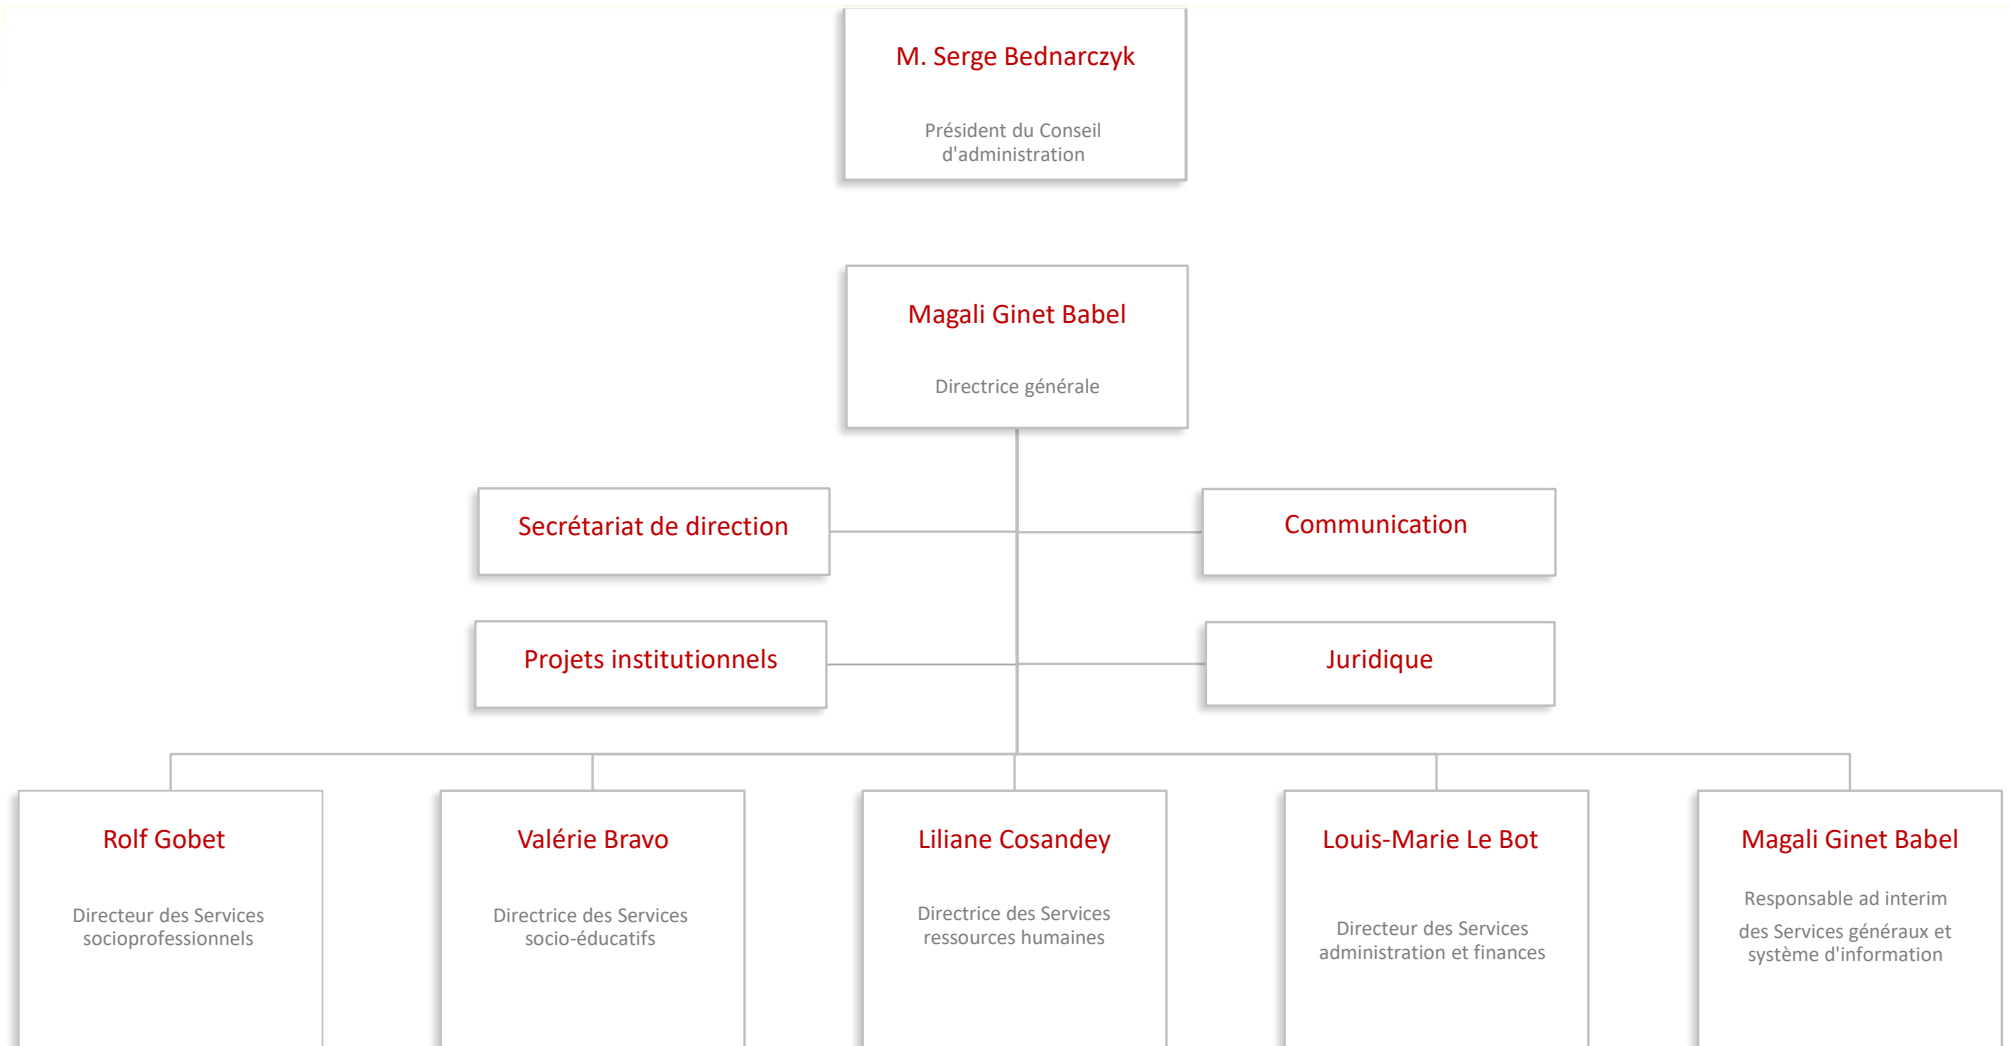 M. Serge Bednarczyk
Président du Conseil
d'administration
Magali Ginet Babel
Directrice générale
Secrétariat de direction
Communication
Projets institutionnels
Juridique
Rolf Gobet
Directeur des Services
socioprofessionnels
Valérie Bravo
Directrice des Services
socio-éducatifs
Liliane Cosandey
Directrice des Services
ressources humaines
Louis-Marie Le Bot
Directeur des Services
administration et finances
Magali Ginet Babel
Responsable ad interim
des Services généraux et
système d'information